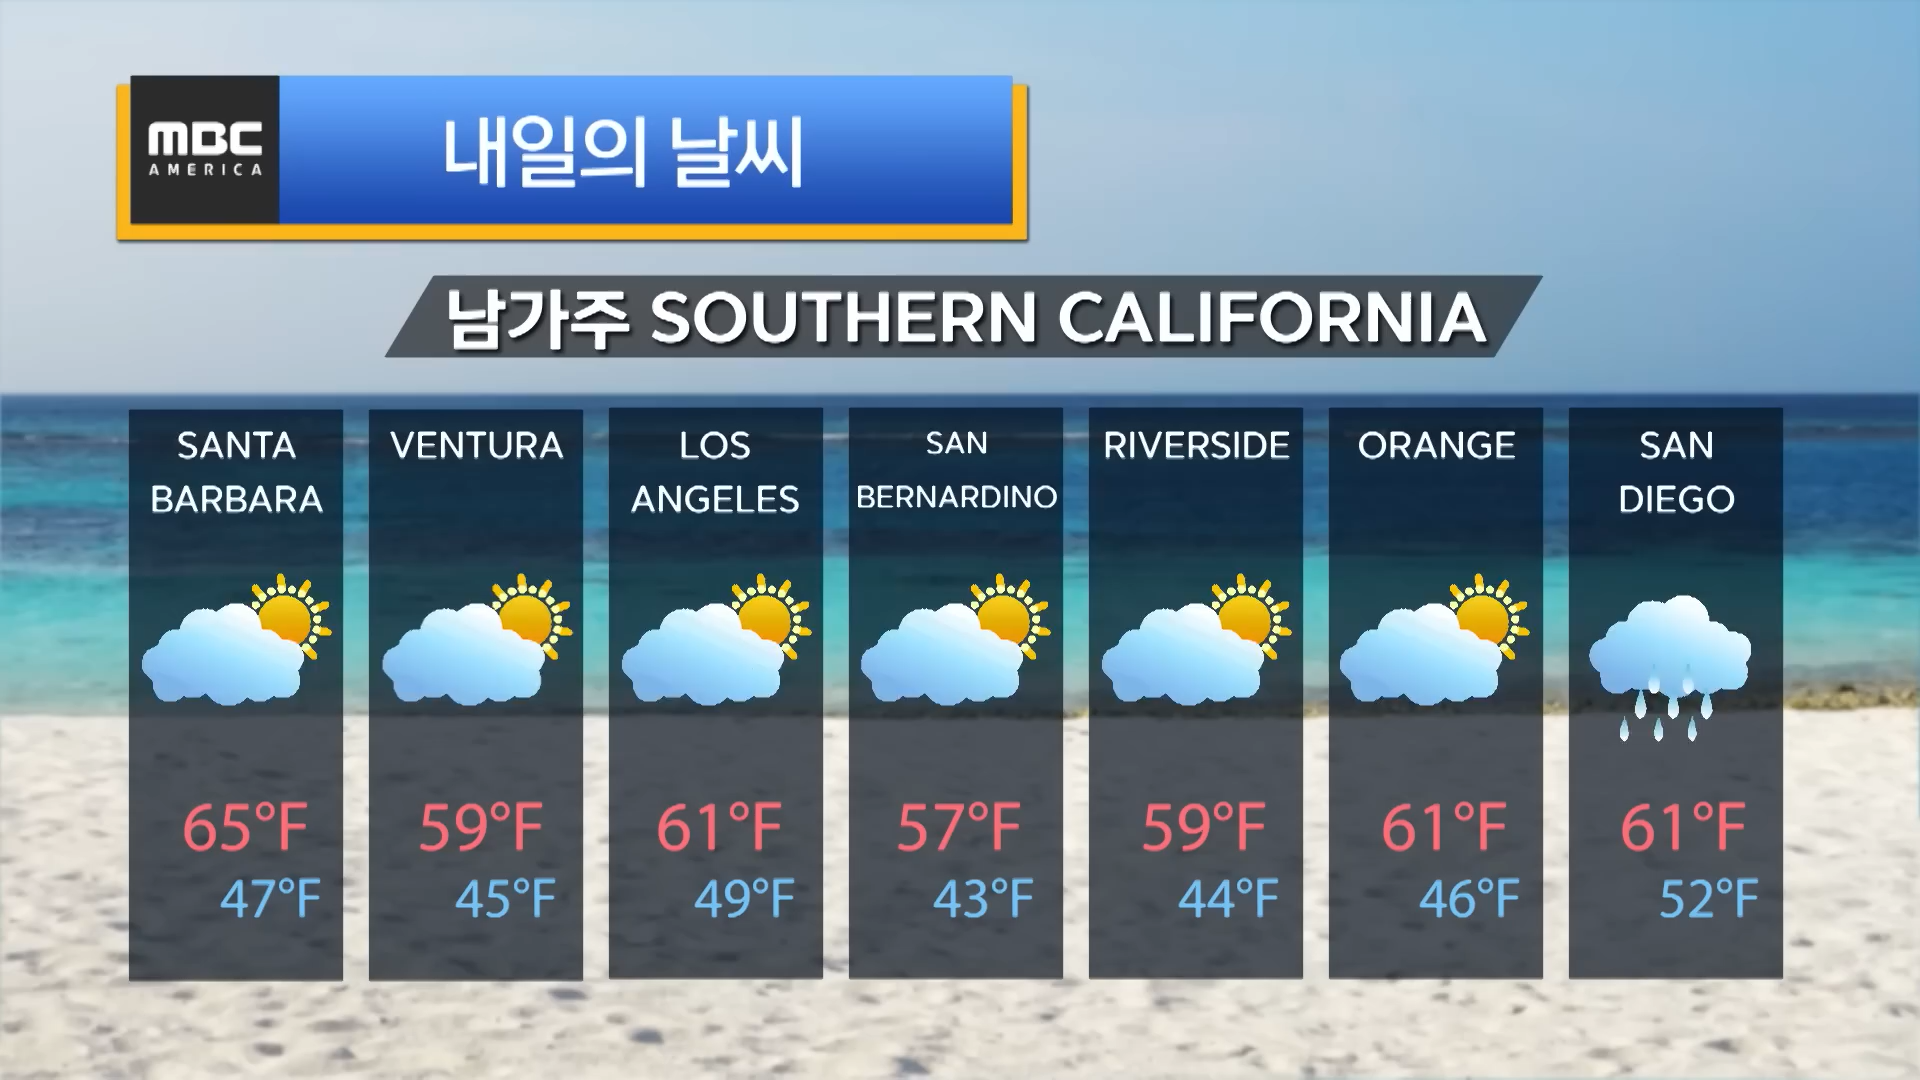 MBC
AMERICA
내일의 날씨
남가주 SOUTHERN CALIFORNIA
SANTA
BARBARA
65°F
47°F
VENTURA
59°F
45°F
LOS
ANGELES
61°F
49°F
SAN
BERNARDINO
57°F
43°F
RIVERSIDE
59°F
44°F
ORANGE
61°F
46°F
SAN
DIEGO
61°F
52°F